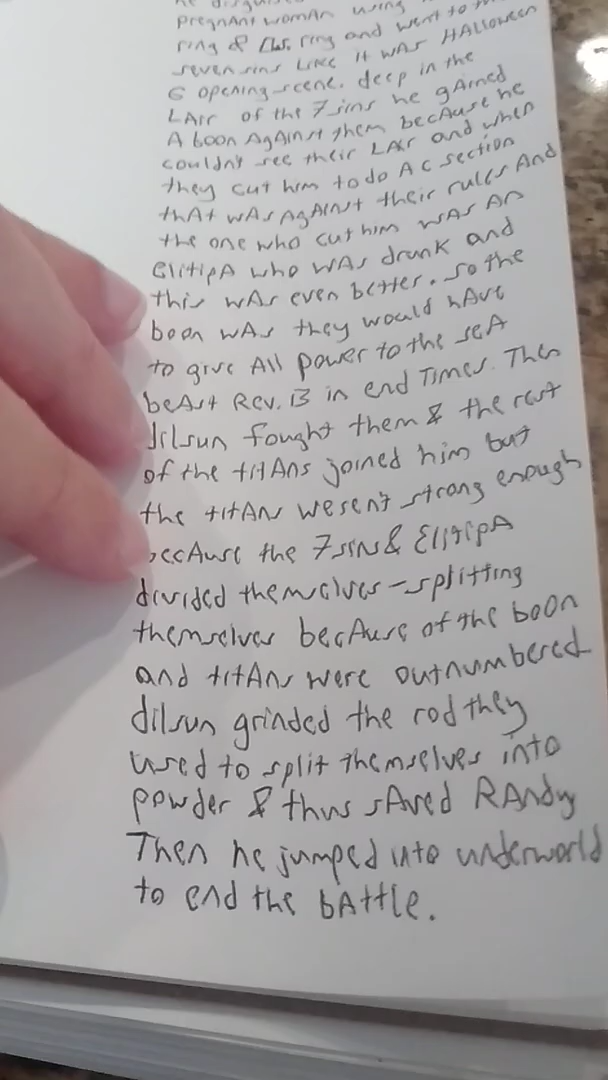 he disguised
pregnant woman using
ring of ring and went to the
seven sins like it was Halloween
6 opening scene. deep in the
LAir of the 7 sins he gained
A boon AgAinst them because he
couldn't see their LAir and when
they cut him to do A C section
thAt wAs AgAinst their rules And
the one who cut him wAs An
ElitipA who wAs drunk and
this wAs even better. So the
boon wAs they would hAve
to give All power to the seA
beAst Rev. 13 in end Times. Then
dilsun fought them & the rest
of the titAns joined him but
the titAns wesen't strong enough
becAuse the 7 sins & ElitipA
divided themselves - splitting
themselves becAuse of the boon
and titAns were outnumbered
dilsun grinded the rod they
used to split themselves into
powder & thus sAved RAndy
Then he jumped into underworld
to end the bAttle.